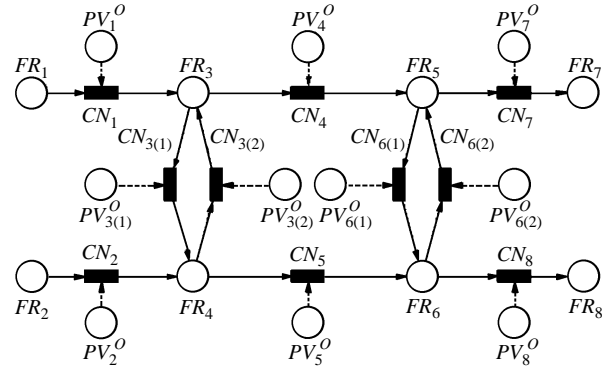 PV₁ᴼ PV₄ᴼ PV₇ᴼ
FR₁ FR₃ FR₅ FR₇
CN₁ CN₄ CN₇
CN₃₍₁₎ CN₃₍₂₎ CN₆₍₁₎ CN₆₍₂₎
PV₃₍₁₎ᴼ PV₃₍₂₎ᴼ PV₆₍₁₎ᴼ PV₆₍₂₎ᴼ
CN₂ CN₅ CN₈
FR₂ FR₄ FR₆ FR₈
PV₂ᴼ PV₅ᴼ PV₈ᴼ